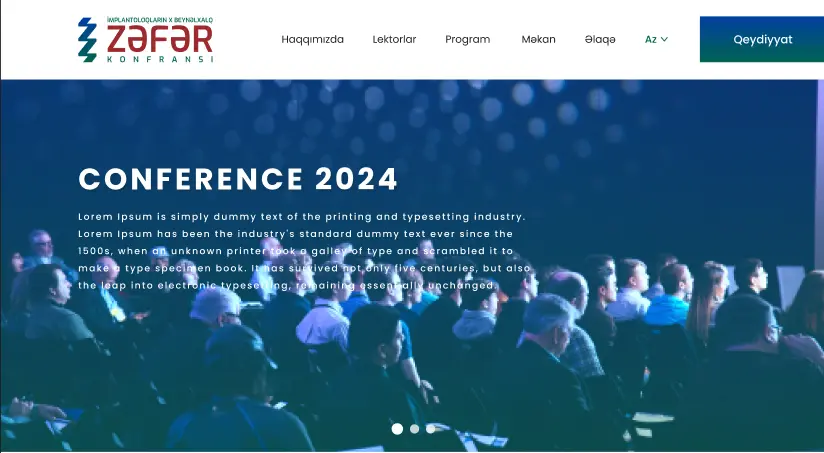 İMPLANTOLOQLARIN X BEYNƏLXALQ
ZƏFƏR
KONFRANSI
Haqqımızda
Lektorlar
Program
Məkan
Əlaqə
Az
Qeydiyyat
CONFERENCE 2024
Lorem Ipsum is simply dummy text of the printing and typesetting industry.
Lorem Ipsum has been the industry's standard dummy text ever since the
1500s, when an unknown printer took a galley of type and scrambled it to
make a type specimen book. It has survived not only five centuries, but also
the leap into electronic typesetting, remaining essentially unchanged.